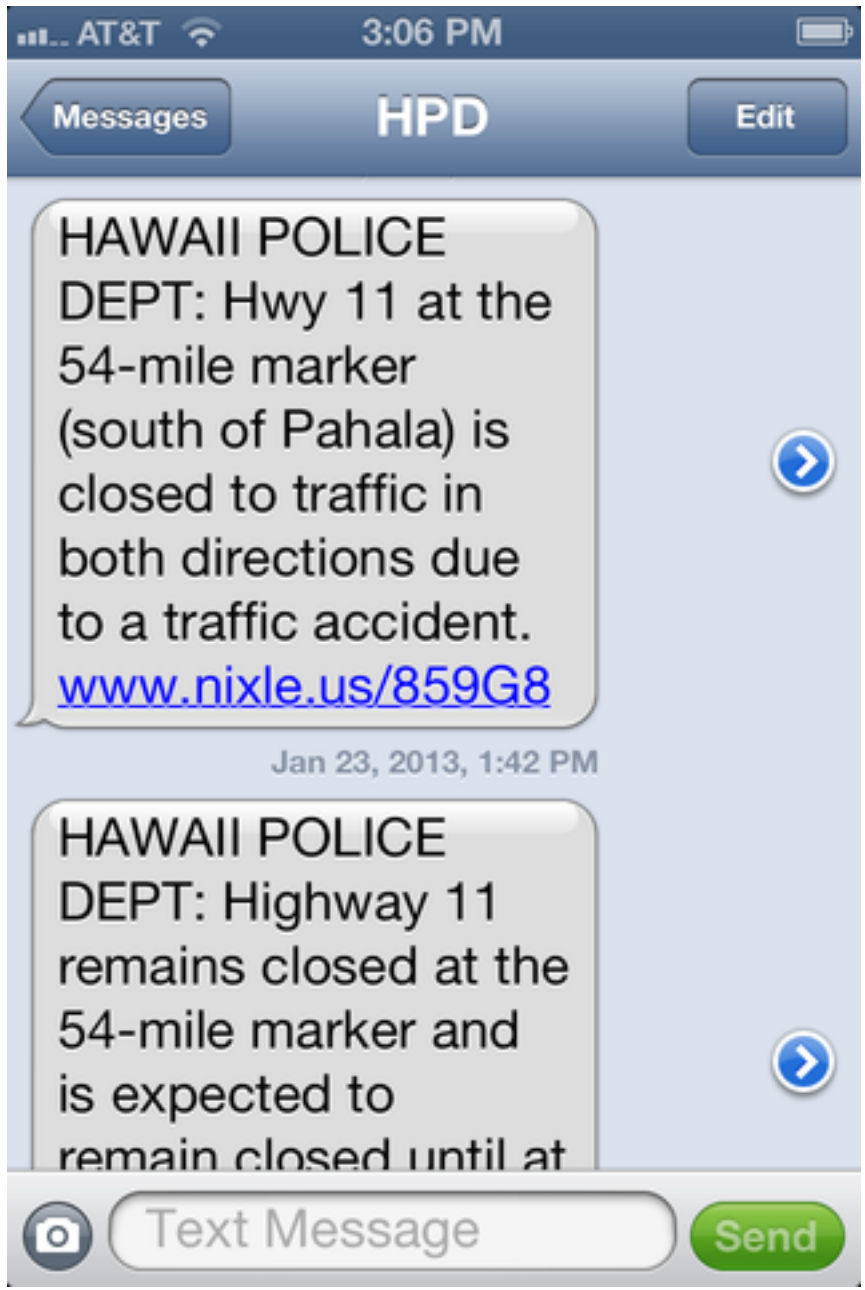 AT&T 3:06 PM
Messages HPD Edit
HAWAII POLICE
DEPT: Hwy 11 at the
54-mile marker
(south of Pahala) is
closed to traffic in
both directions due
to a traffic accident.
www.nixle.us/859G8
Jan 23, 2013, 1:42 PM
HAWAII POLICE
DEPT: Highway 11
remains closed at the
54-mile marker and
is expected to
remain closed until at
Text Message Send